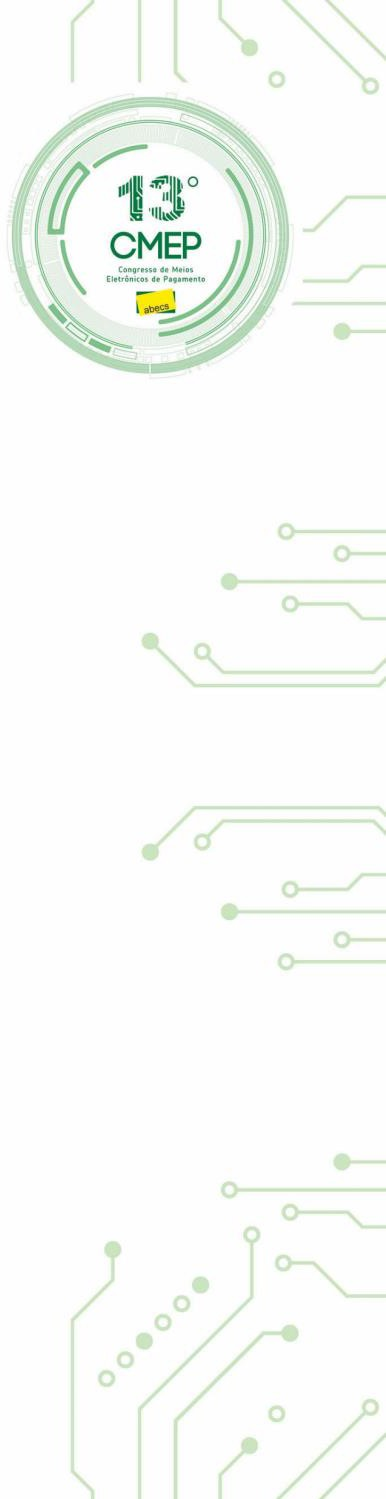 13°
CMEP
Congresso de Meios
Eletrônicos de Pagamento
abecs